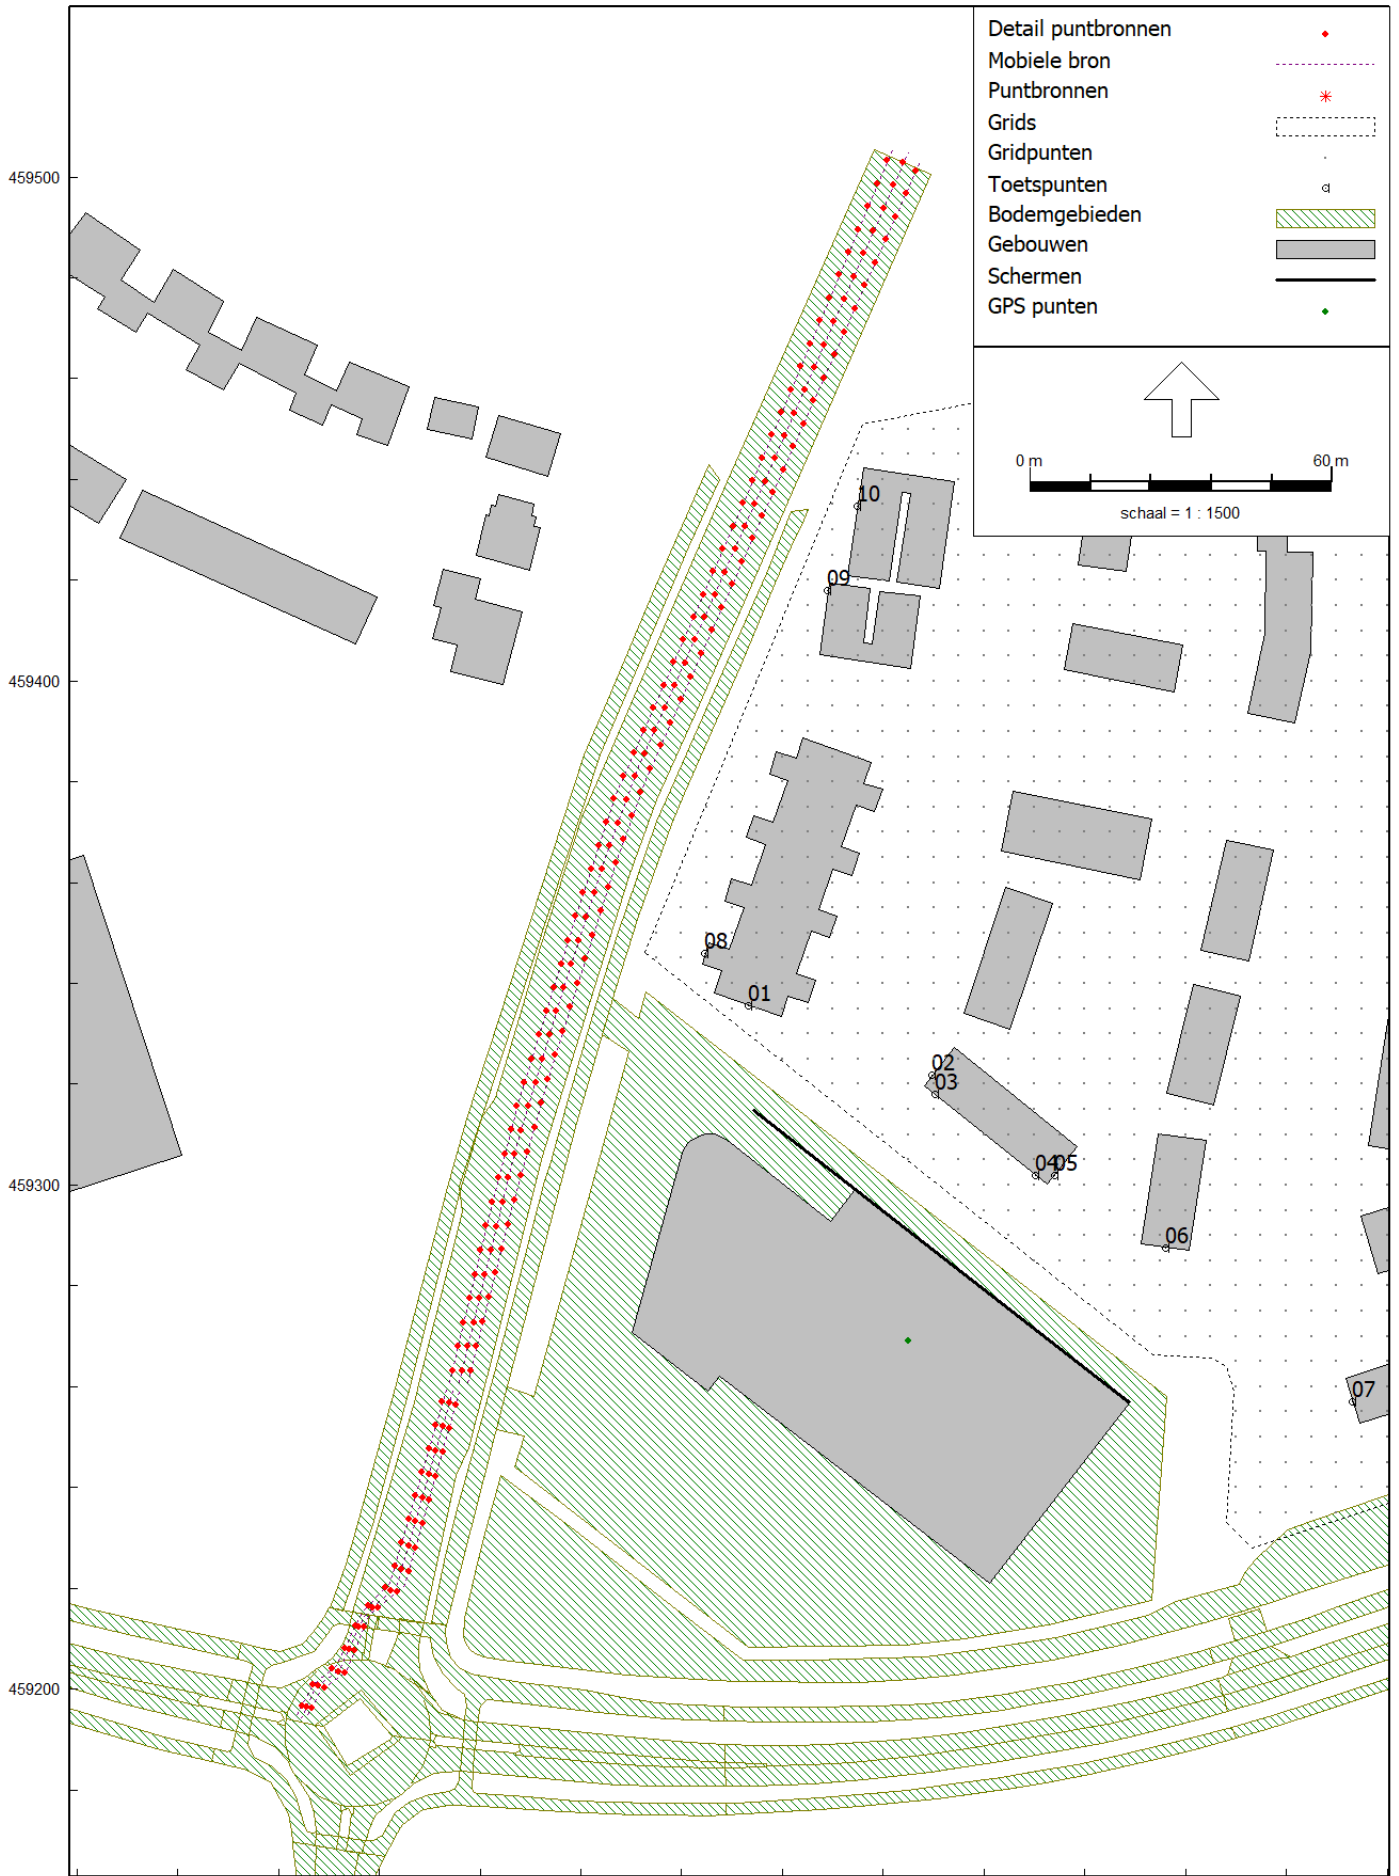 Detail puntbronnen
Mobiele bron
Puntbronnen
Grids
Gridpunten
Toetspunten
Bodemgebieden
Gebouwen
Schermen
GPS punten
0 m 60 m
schaal = 1 : 1500
459500
10
09
459400
08
01
02
03
04 05
459300
06
07
459200